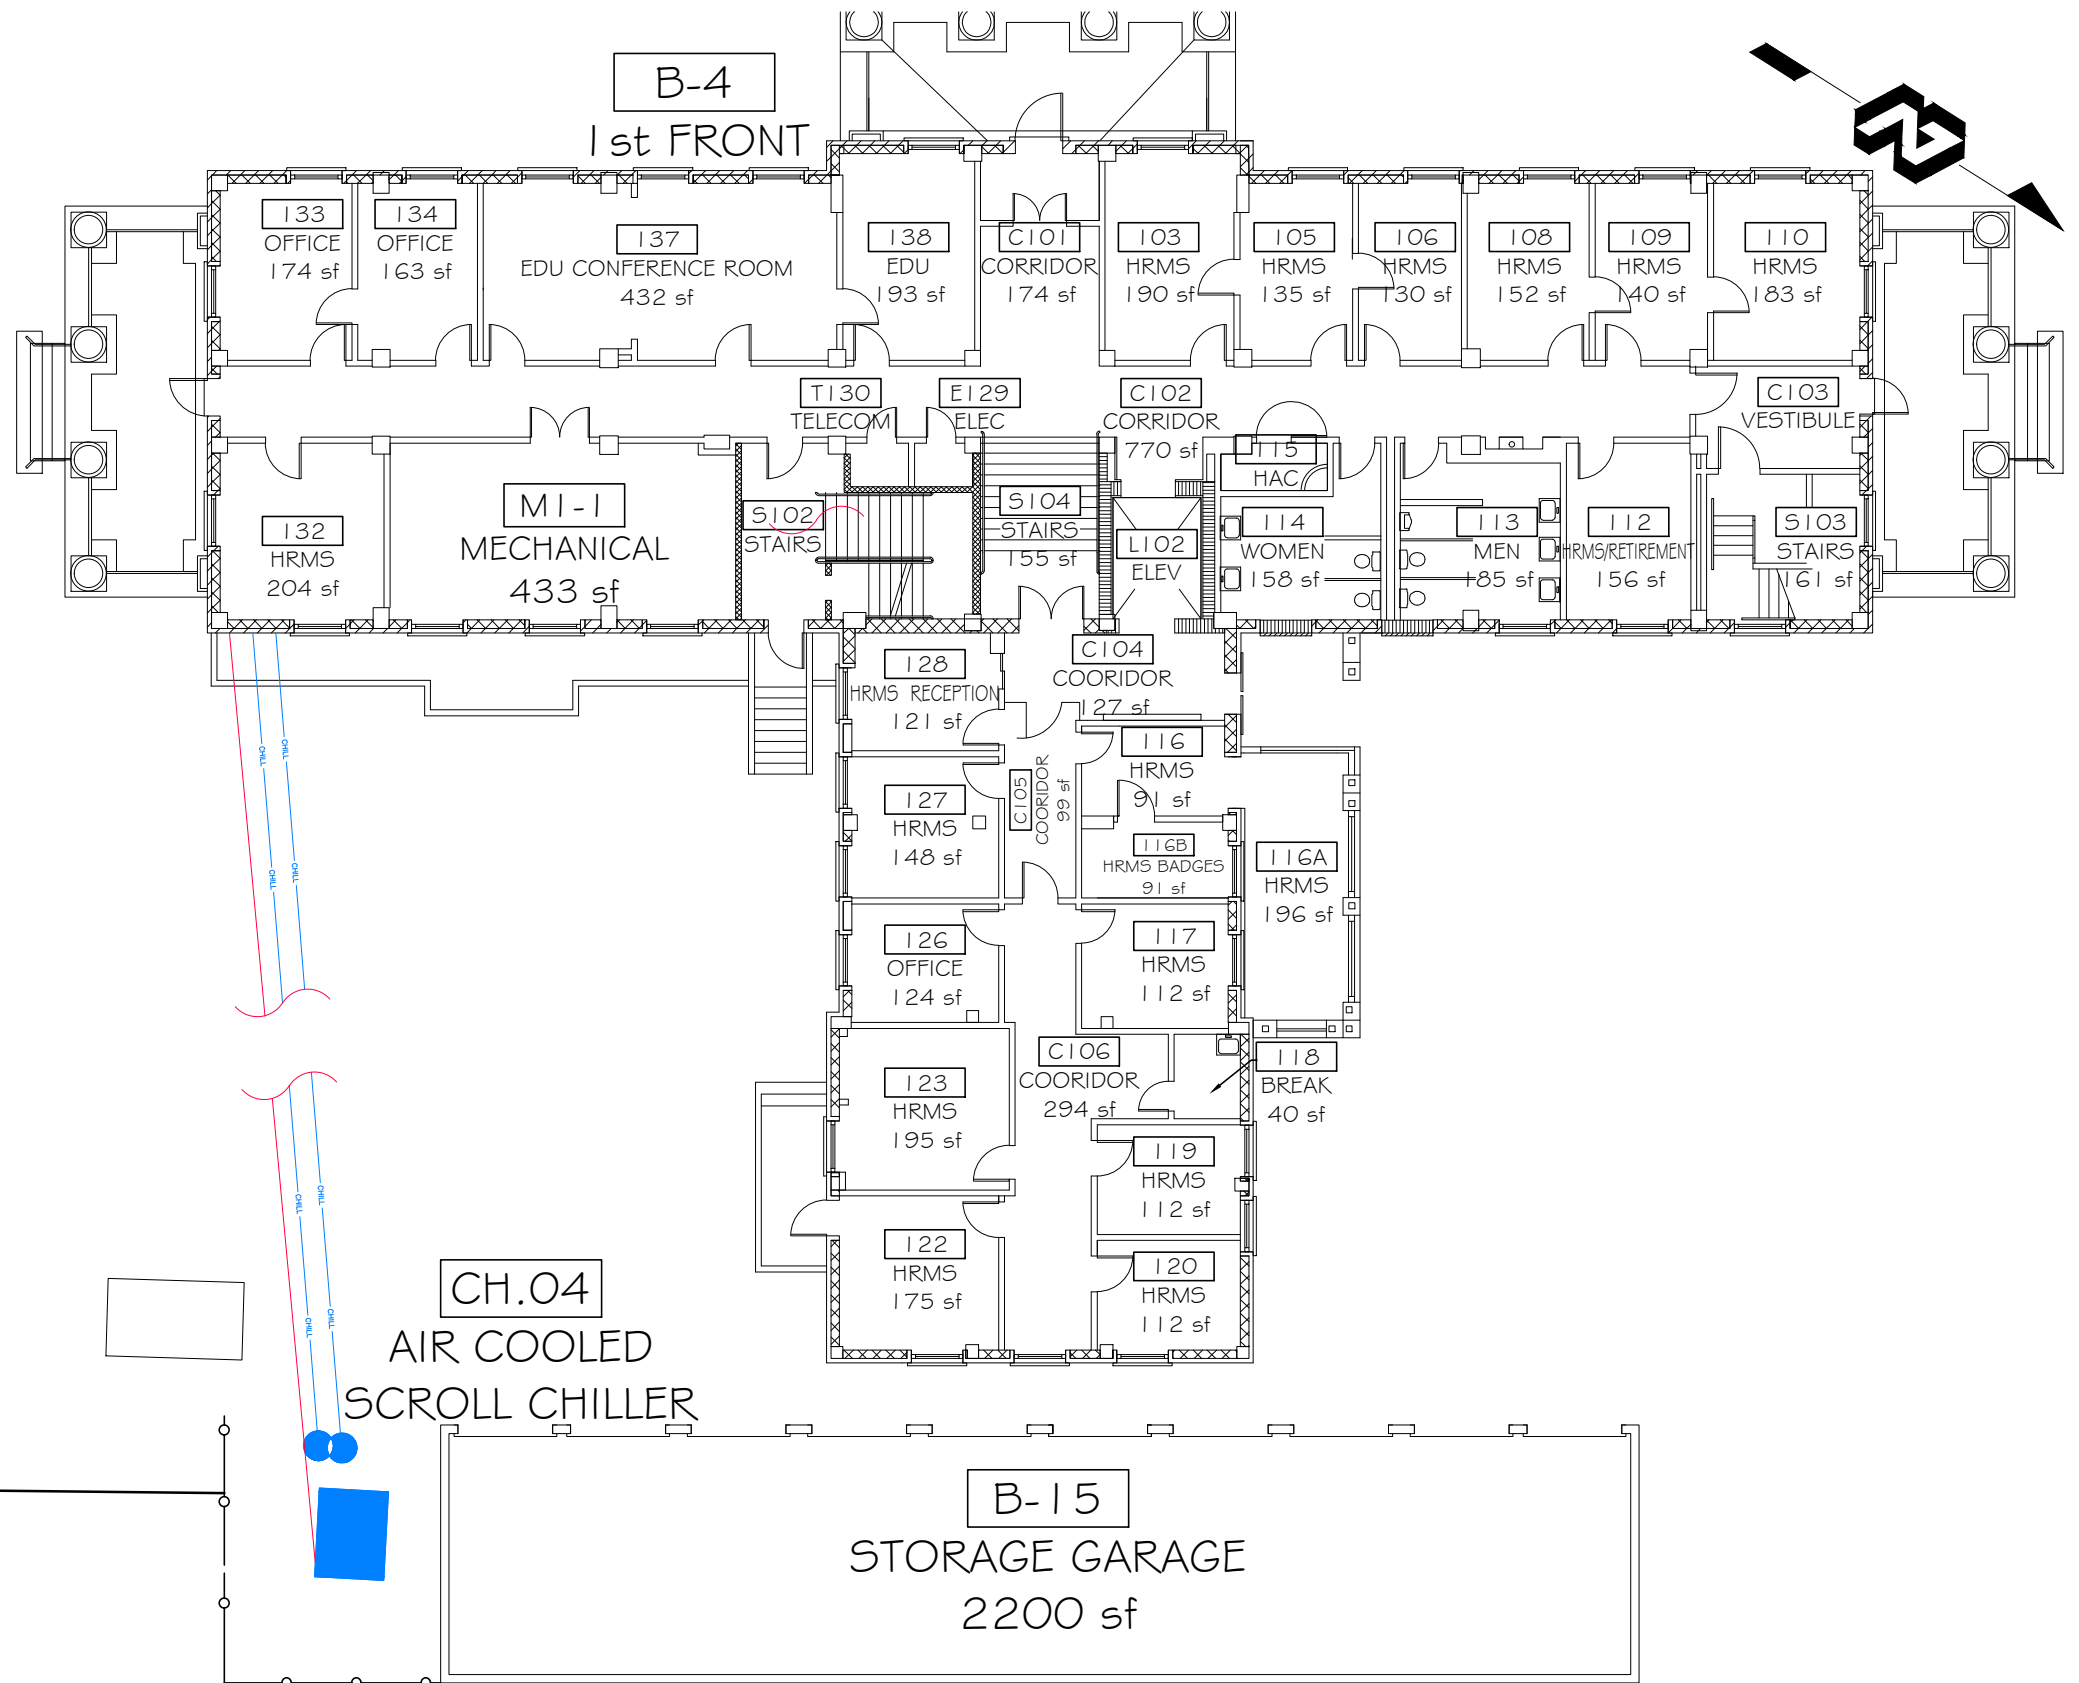 B-4
1st FRONT
N
133
OFFICE
174 sf
134
OFFICE
163 sf
137
EDU CONFERENCE ROOM
432 sf
138
EDU
193 sf
C101
CORRIDOR
174 sf
103
HRMS
190 sf
105
HRMS
135 sf
106
HRMS
130 sf
108
HRMS
152 sf
109
HRMS
140 sf
110
HRMS
183 sf
T130
TELECOM
E129
ELEC
C102
CORRIDOR
770 sf
C103
VESTIBULE
115
HAC
132
HRMS
204 sf
M1-1
MECHANICAL
433 sf
S102
STAIRS
S104
STAIRS
155 sf
L102
ELEV
114
WOMEN
158 sf
113
MEN
185 sf
112
HRMS/RETIREMENT
156 sf
S103
STAIRS
161 sf
128
HRMS RECEPTION
121 sf
C104
COORIDOR
127 sf
116
HRMS
91 sf
127
HRMS
148 sf
C105
COORIDOR
99 sf
116B
HRMS BADGES
91 sf
116A
HRMS
196 sf
126
OFFICE
124 sf
117
HRMS
112 sf
C106
COORIDOR
294 sf
118
BREAK
40 sf
123
HRMS
195 sf
119
HRMS
112 sf
122
HRMS
175 sf
120
HRMS
112 sf
CHILL
CHILL
CHILL
CHILL
CHILL
CHILL
CHILL
CHILL
CH.04
AIR COOLED
SCROLL CHILLER
B-15
STORAGE GARAGE
2200 sf